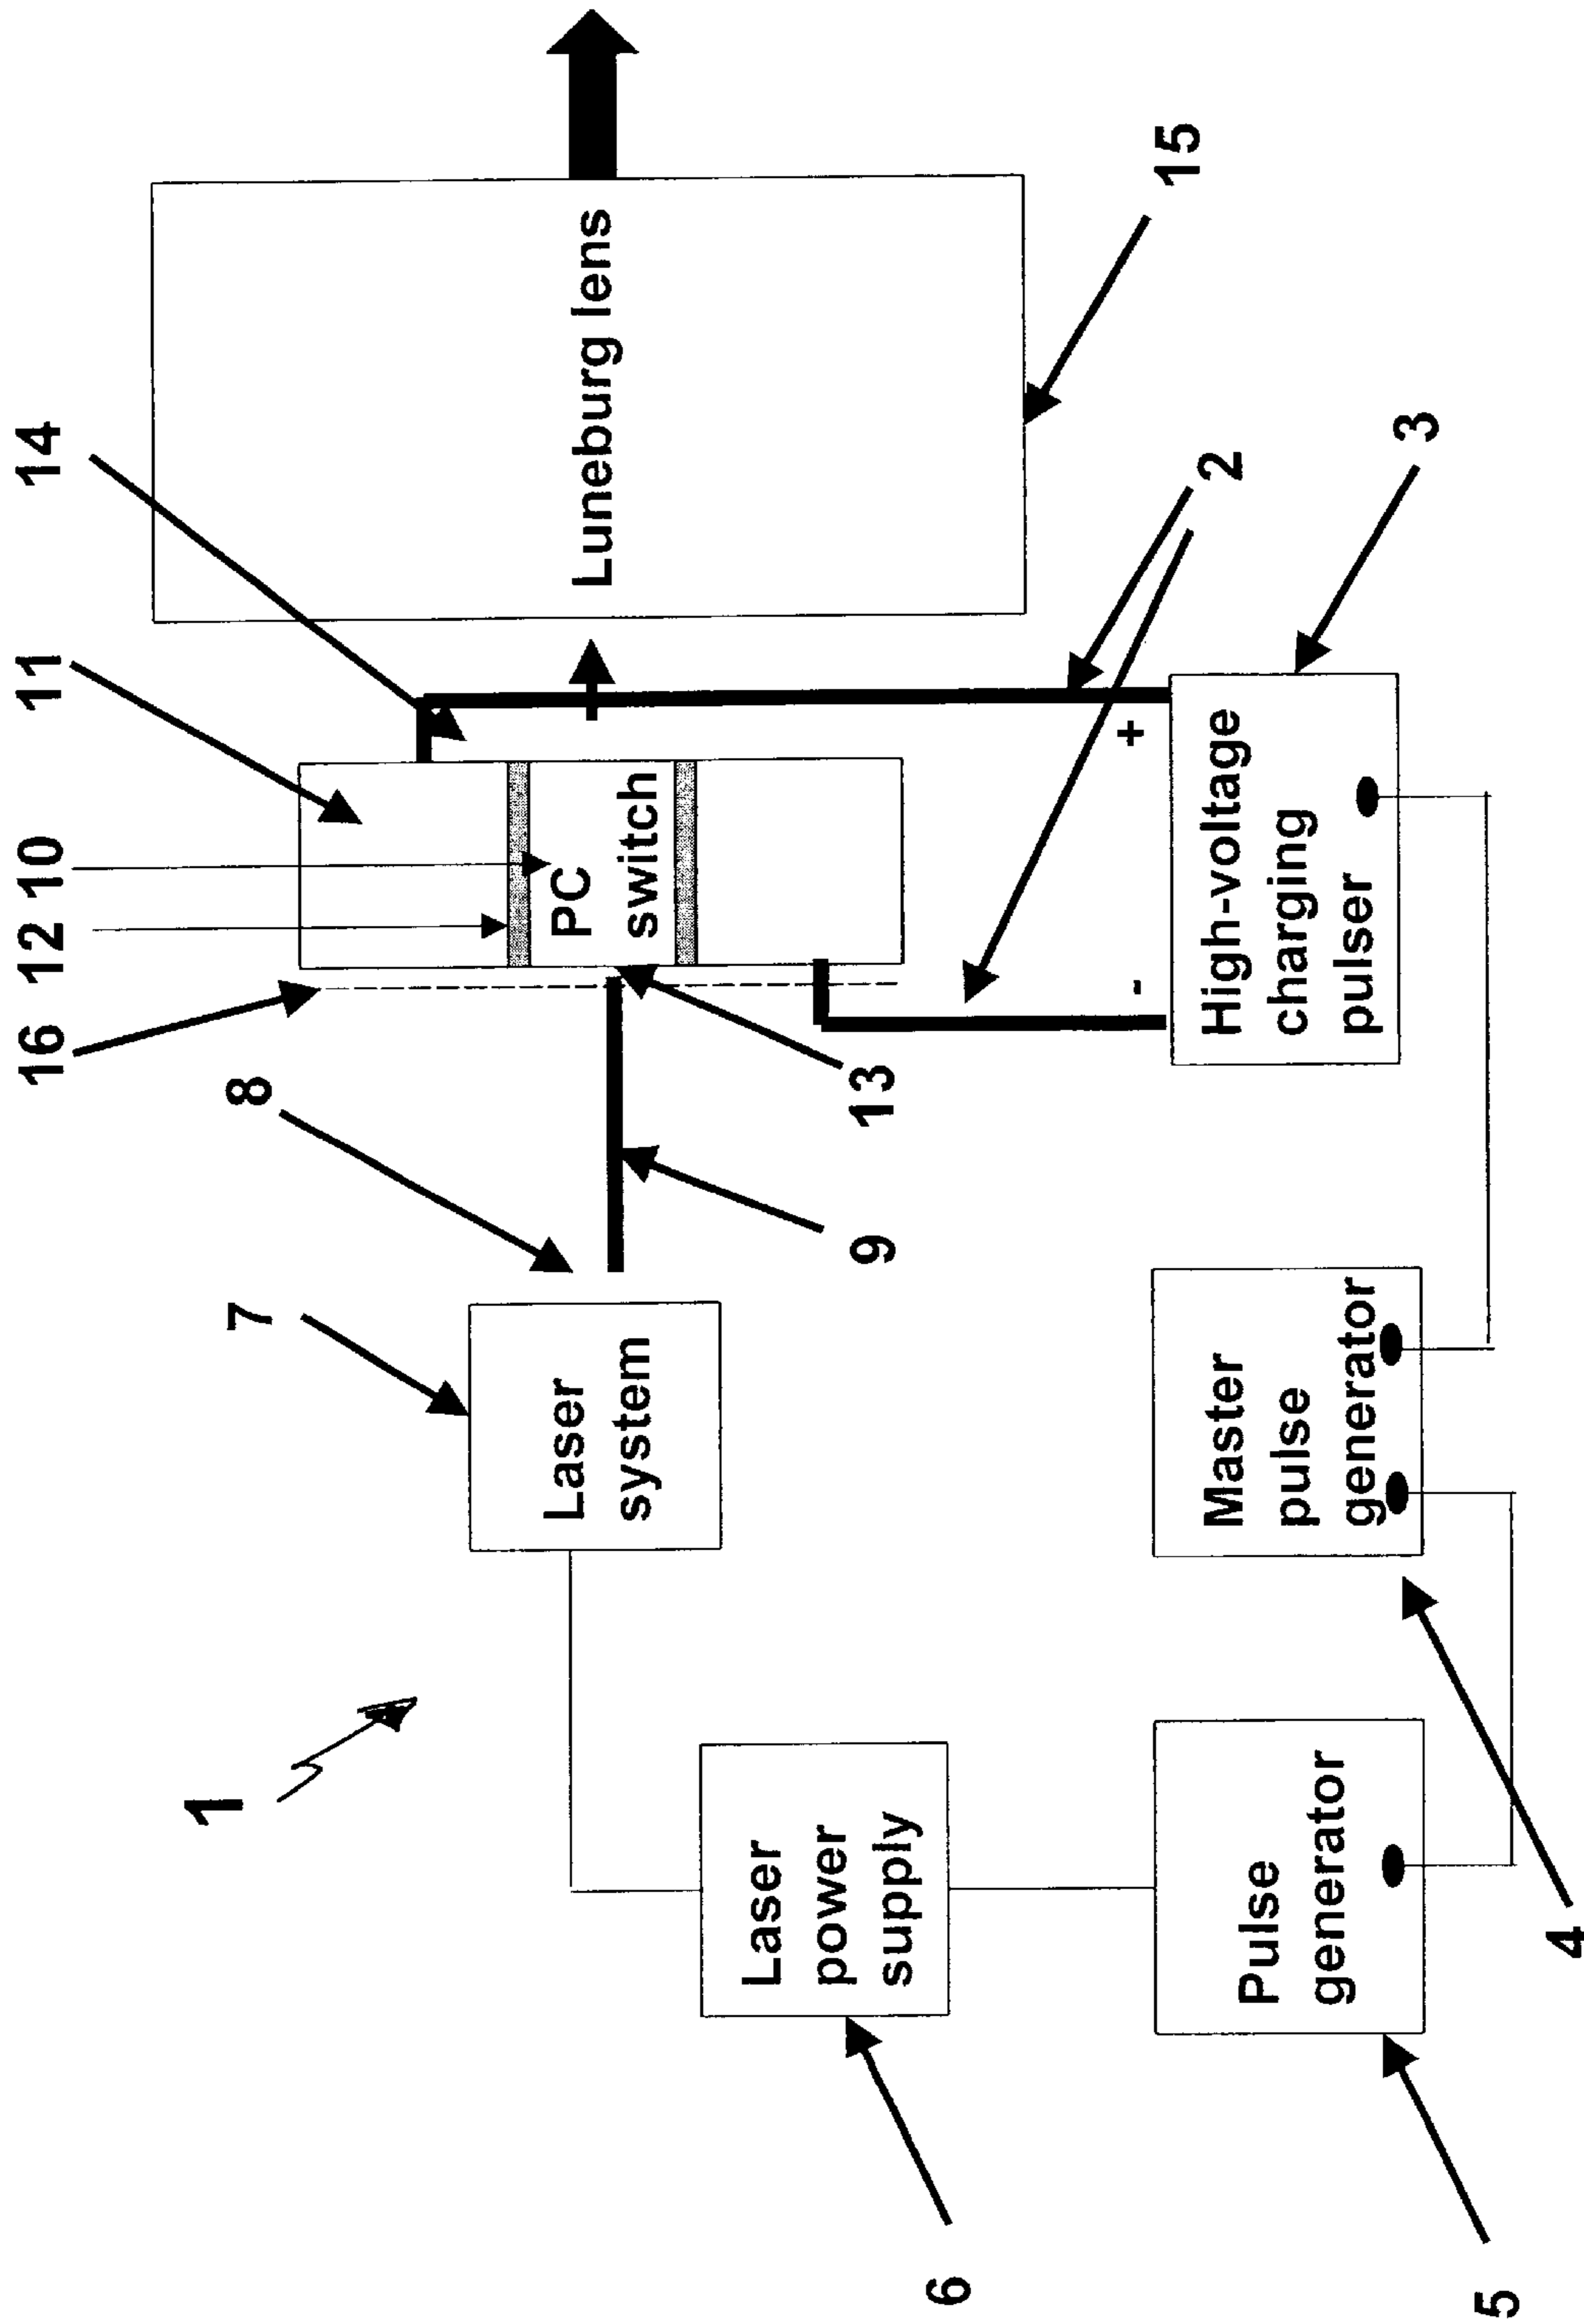 16 12 10 11 14
1
7
8
Laser
system
PC
switch
Luneburg lens
9
13
Laser
power
supply
6
-
+
15
2
Pulse
generator
Master
pulse
generator
High-voltage
charging
pulser
3
5
4